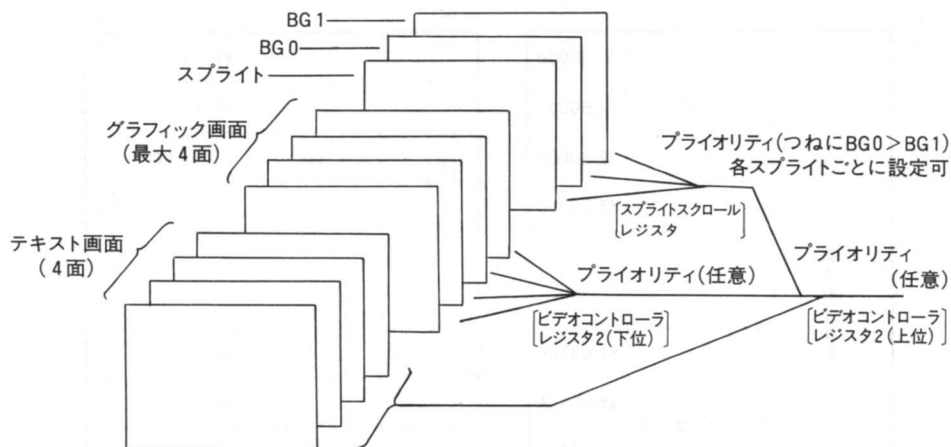 BG 1
BG 0
スプライト
グラフィック画面
(最大4面)
プライオリティ(つねにBG0>BG1)
各スプライトごとに設定可
スプライトスクロール
レジスタ
テキスト画面
(4面)
プライオリティ(任意)
プライオリティ
(任意)
ビデオコントローラ
レジスタ2(下位)
ビデオコントローラ
レジスタ2(上位)